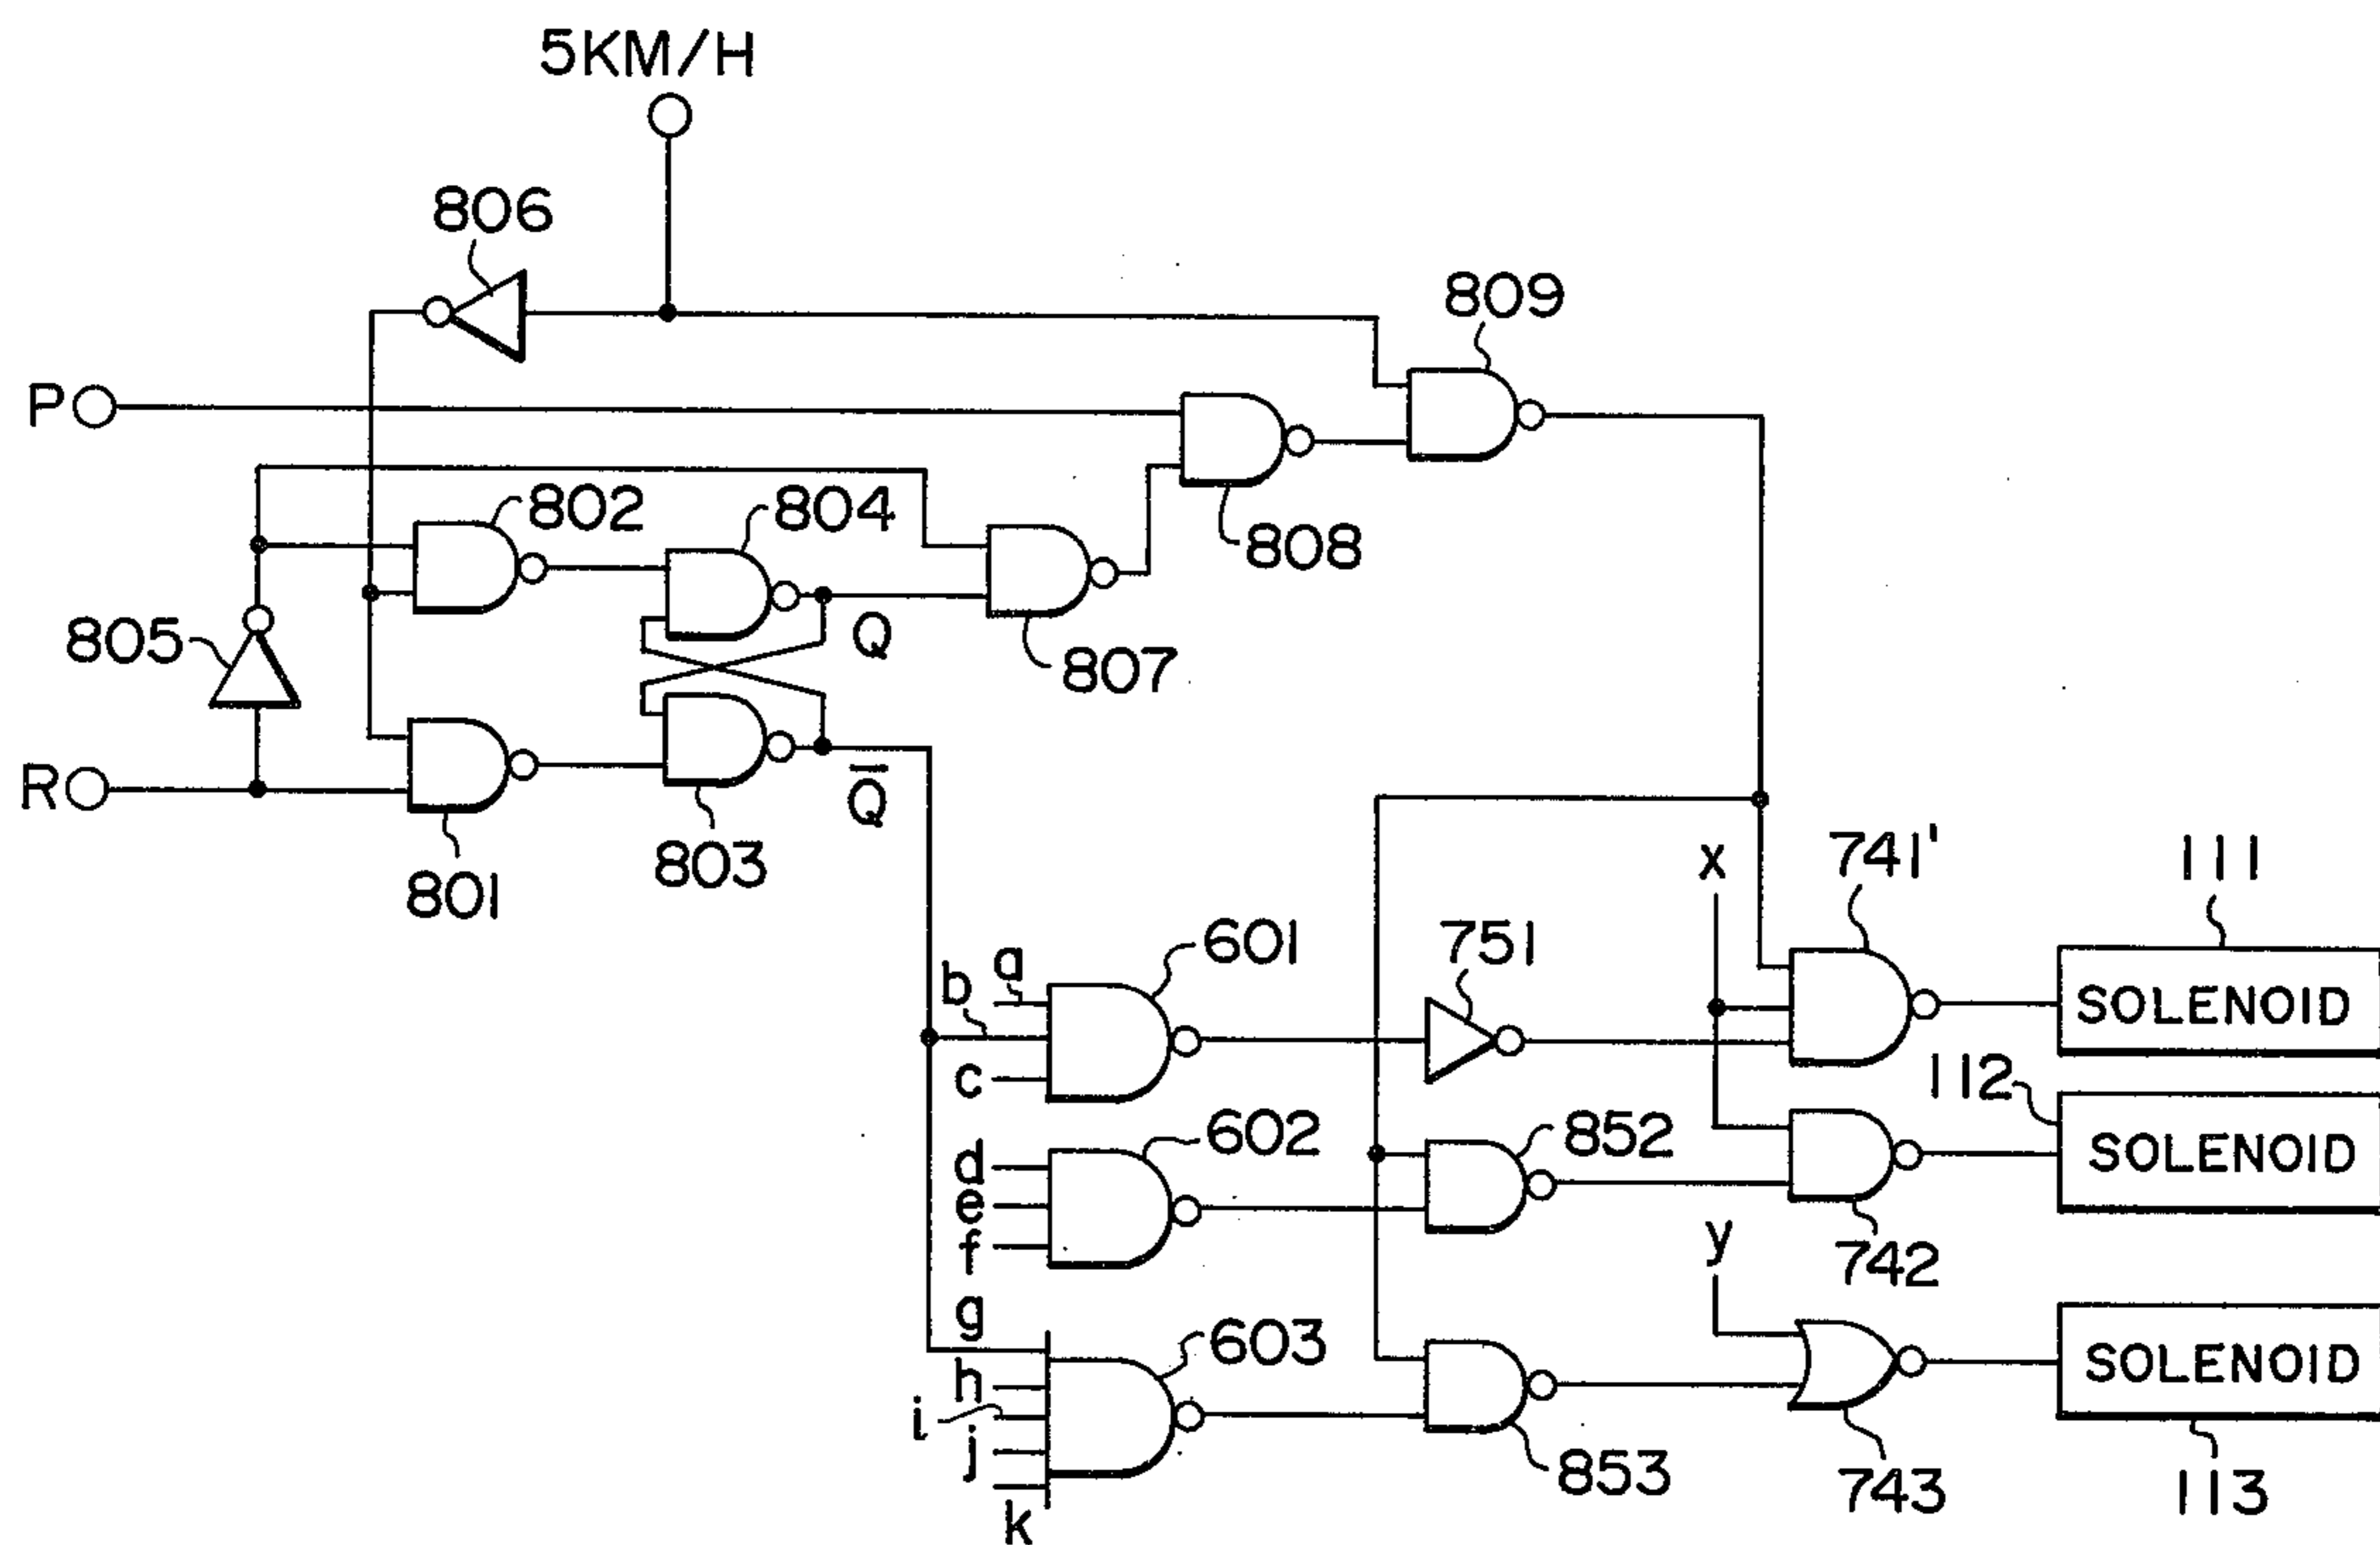 5KM/H
806
809
P
802
804
808
805
Q
807
R
Q̅
801
803
x
741'
111
a
601
751
b
SOLENOID
c
112
602
852
d
SOLENOID
e
f
y
742
g
603
h
SOLENOID
i
j
853
743
113
k